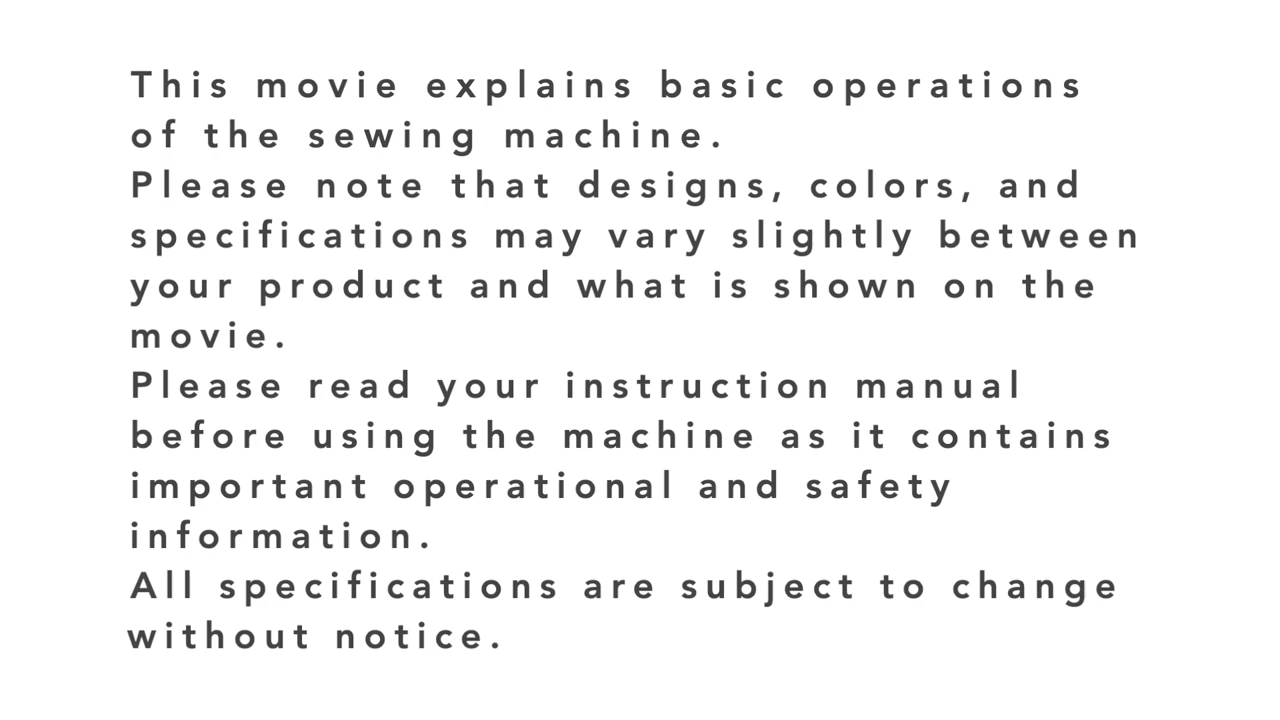 This movie explains basic operations
of the sewing machine.
Please note that designs, colors, and
specifications may vary slightly between
your product and what is shown on the
movie.
Please read your instruction manual
before using the machine as it contains
important operational and safety
information.
All specifications are subject to change
without notice.